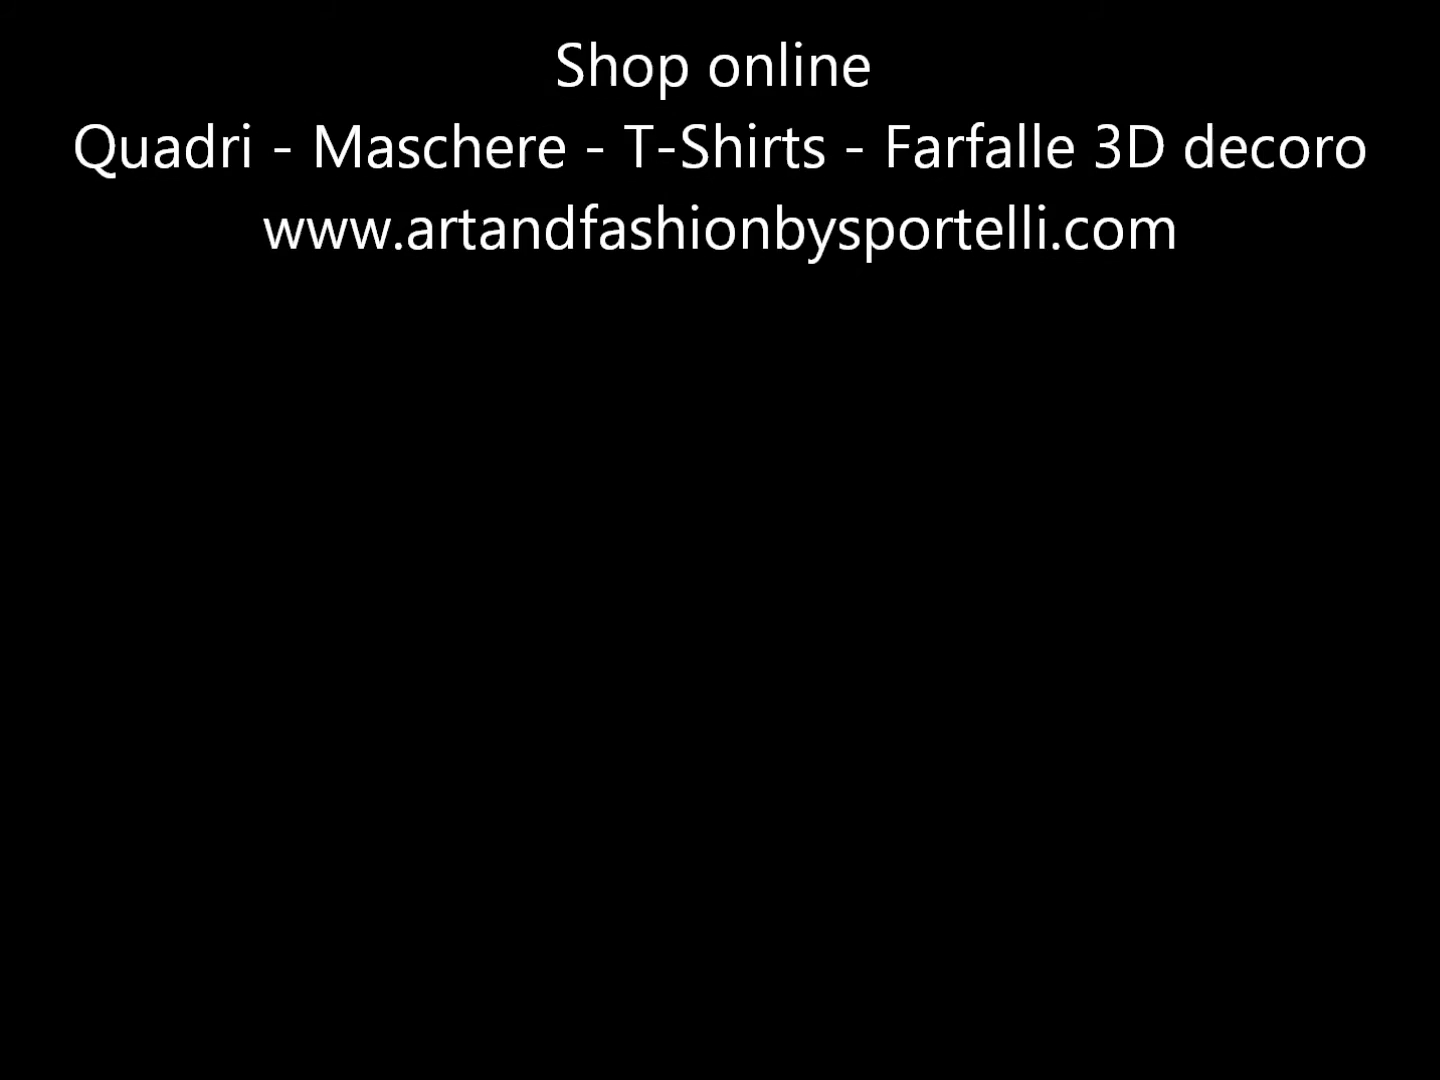 Shop online
Quadri - Maschere - T-Shirts - Farfalle 3D decoro
www.artandfashionbysportelli.com